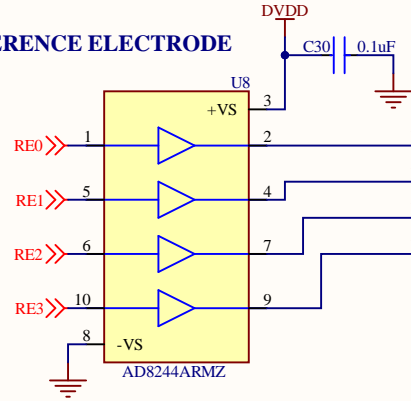 DVDD
ERENCE ELECTRODE
C30 0.1uF
U8
+VS 3
RE0 1 2
RE1 5 4
RE2 6 7
RE3 10 9
8 -VS
AD8244ARMZ